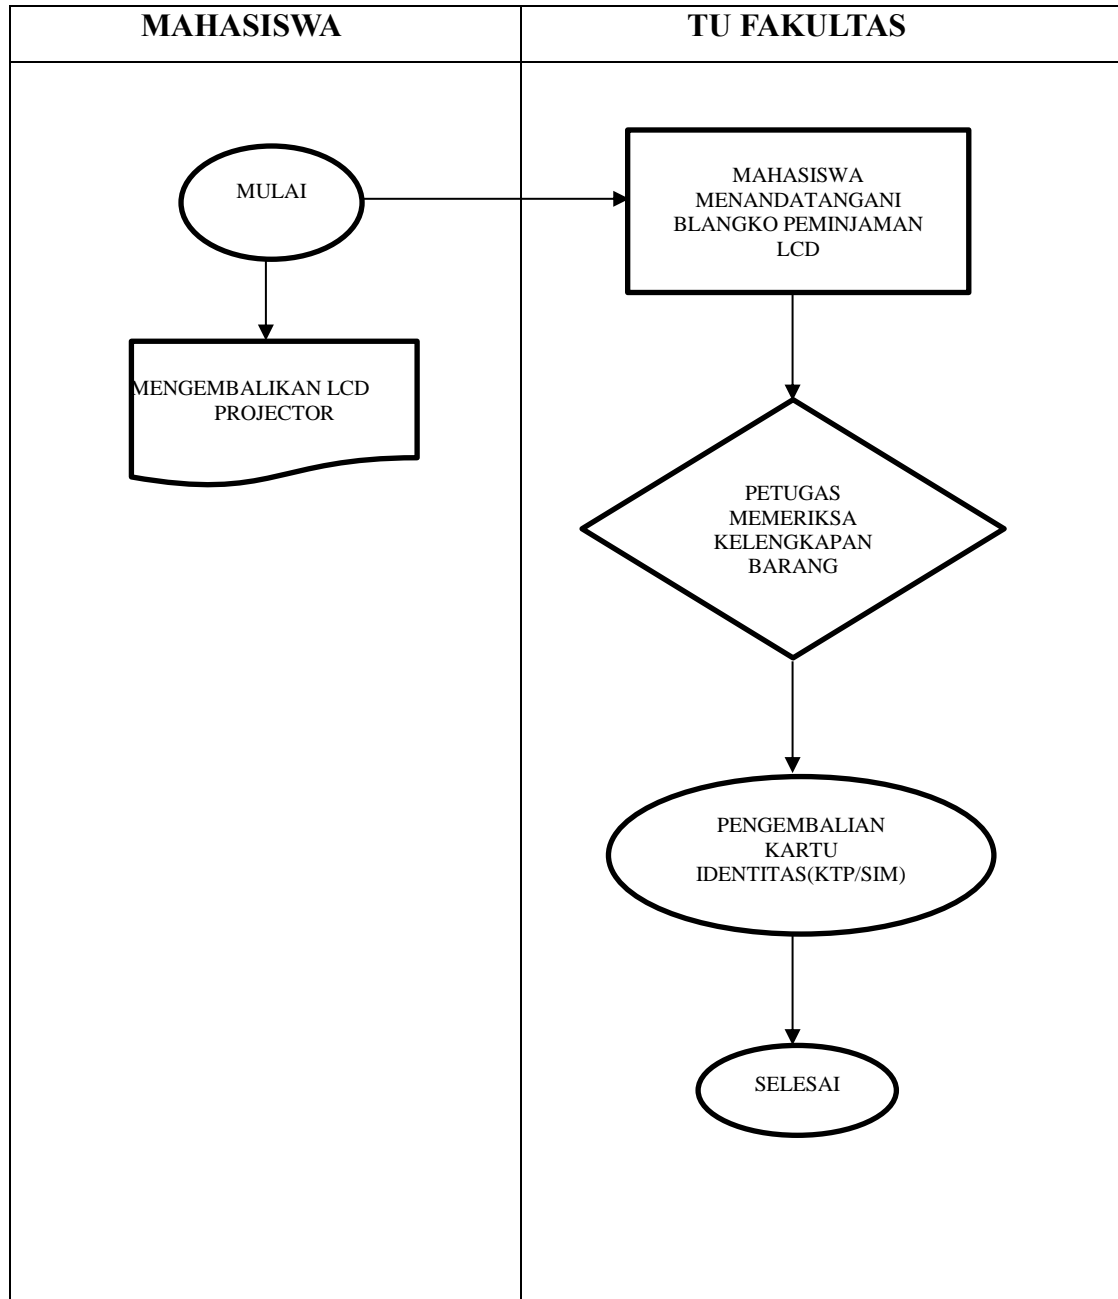 MAHASISWA
TU FAKULTAS
MULAI
MENGEMBALIKAN LCD
PROJECTOR
MAHASISWA
MENANDATANGANI
BLANGKO PEMINJAMAN
LCD
PETUGAS
MEMERIKSA
KELENGKAPAN
BARANG
PENGEMBALIAN
KARTU
IDENTITAS(KTP/SIM)
SELESAI